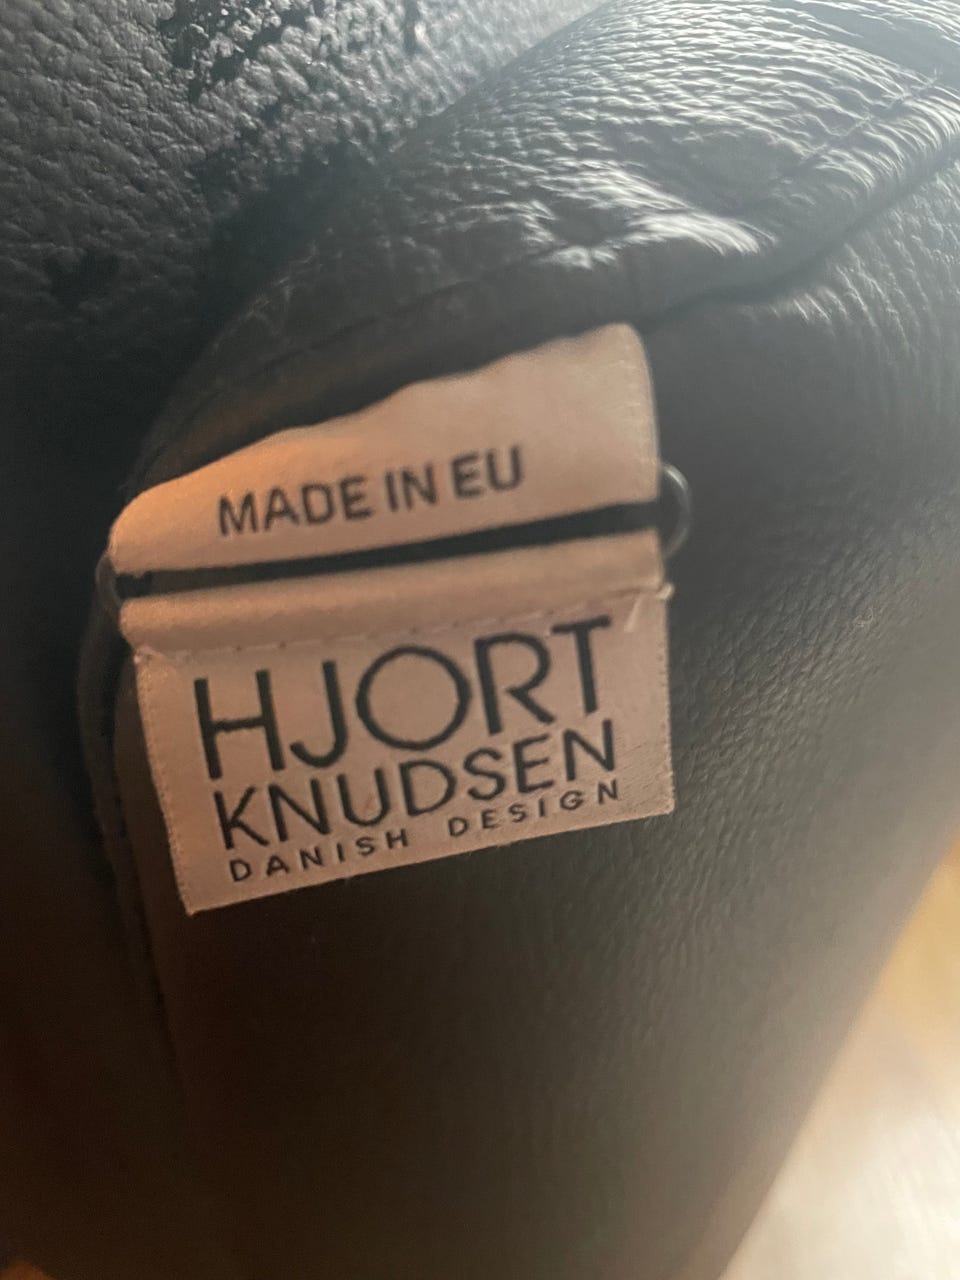 MADE IN EU
HJORT
KNUDSEN
DANISH DESIGN